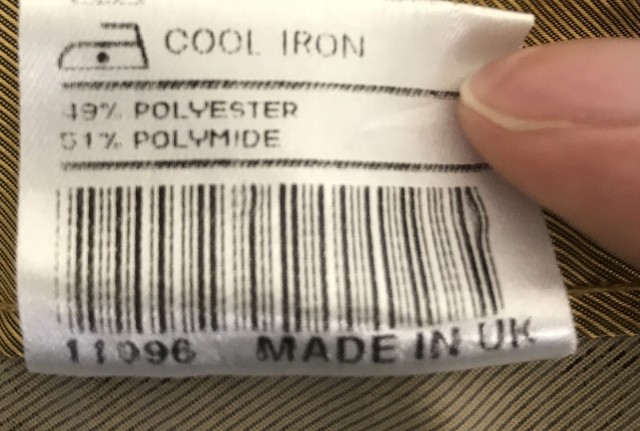 COOL IRON
49% POLYESTER
51% POLYMIDE
11096 MADE IN UK